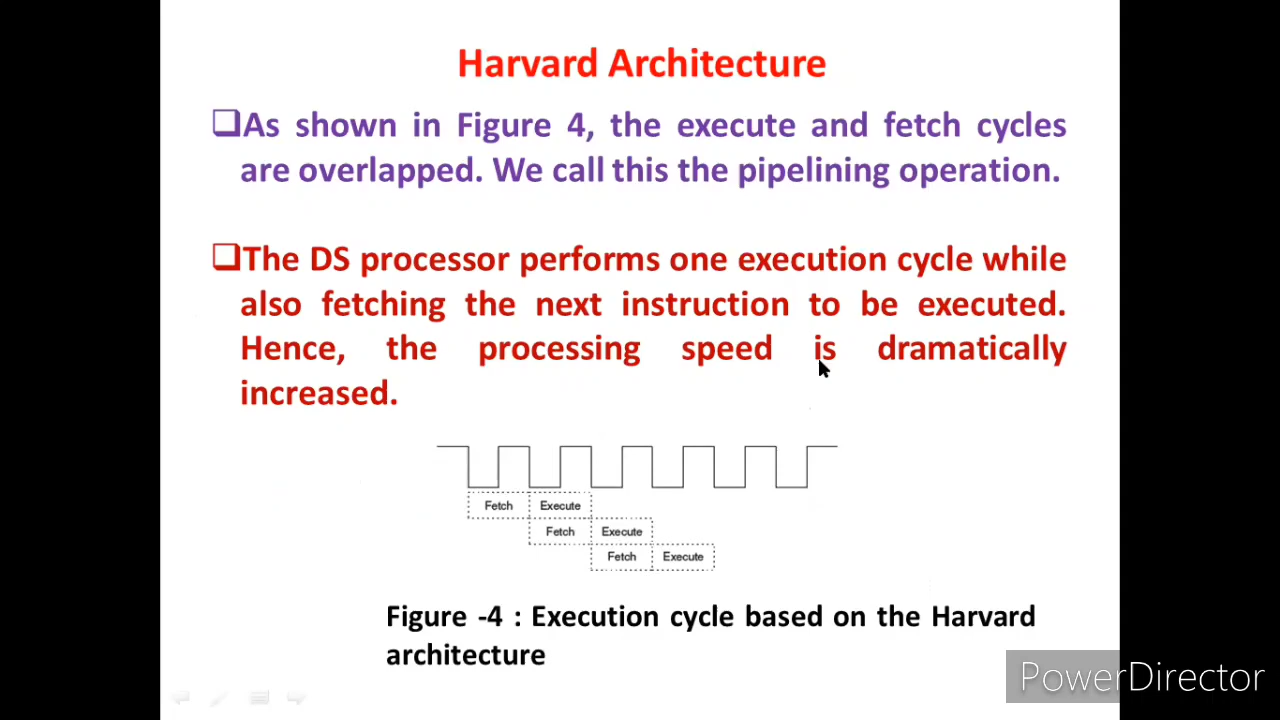 Harvard Architecture
❑As shown in Figure 4, the execute and fetch cycles
are overlapped. We call this the pipelining operation.
❑The DS processor performs one execution cycle while
also fetching the next instruction to be executed.
Hence, the processing speed is dramatically
increased.
Fetch Execute
Fetch Execute
Fetch Execute
Figure -4 : Execution cycle based on the Harvard
architecture
PowerDirector